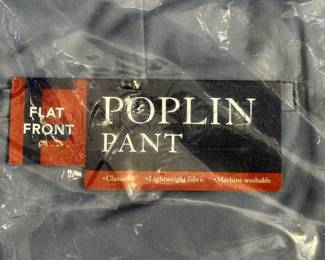 FLAT
FRONT
POPLIN
PANT
•Classic fit •Lightweight fabric •Machine washable